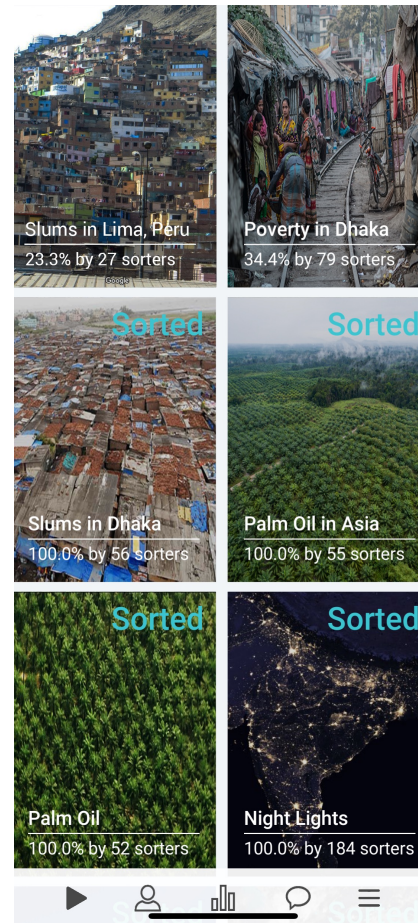 Slums in Lima, Peru
23.3% by 27 sorters
Google
Poverty in Dhaka
34.4% by 79 sorters
Sorted
Slums in Dhaka
100.0% by 56 sorters
Sorted
Palm Oil in Asia
100.0% by 55 sorters
Sorted
Palm Oil
100.0% by 52 sorters
Sorted
Night Lights
100.0% by 184 sorters
Sorted
Sorted